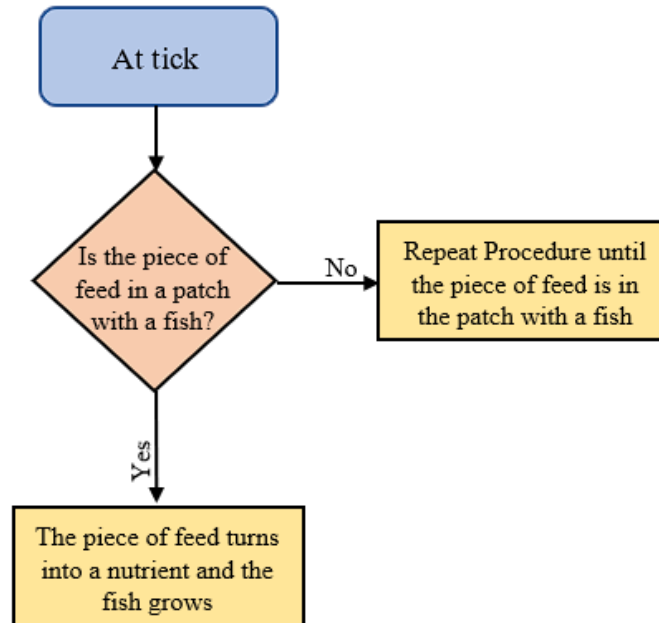 At tick
Is the piece of
feed in a patch
with a fish?
No
Repeat Procedure until
the piece of feed is in
the patch with a fish
Yes
The piece of feed turns
into a nutrient and the
fish grows